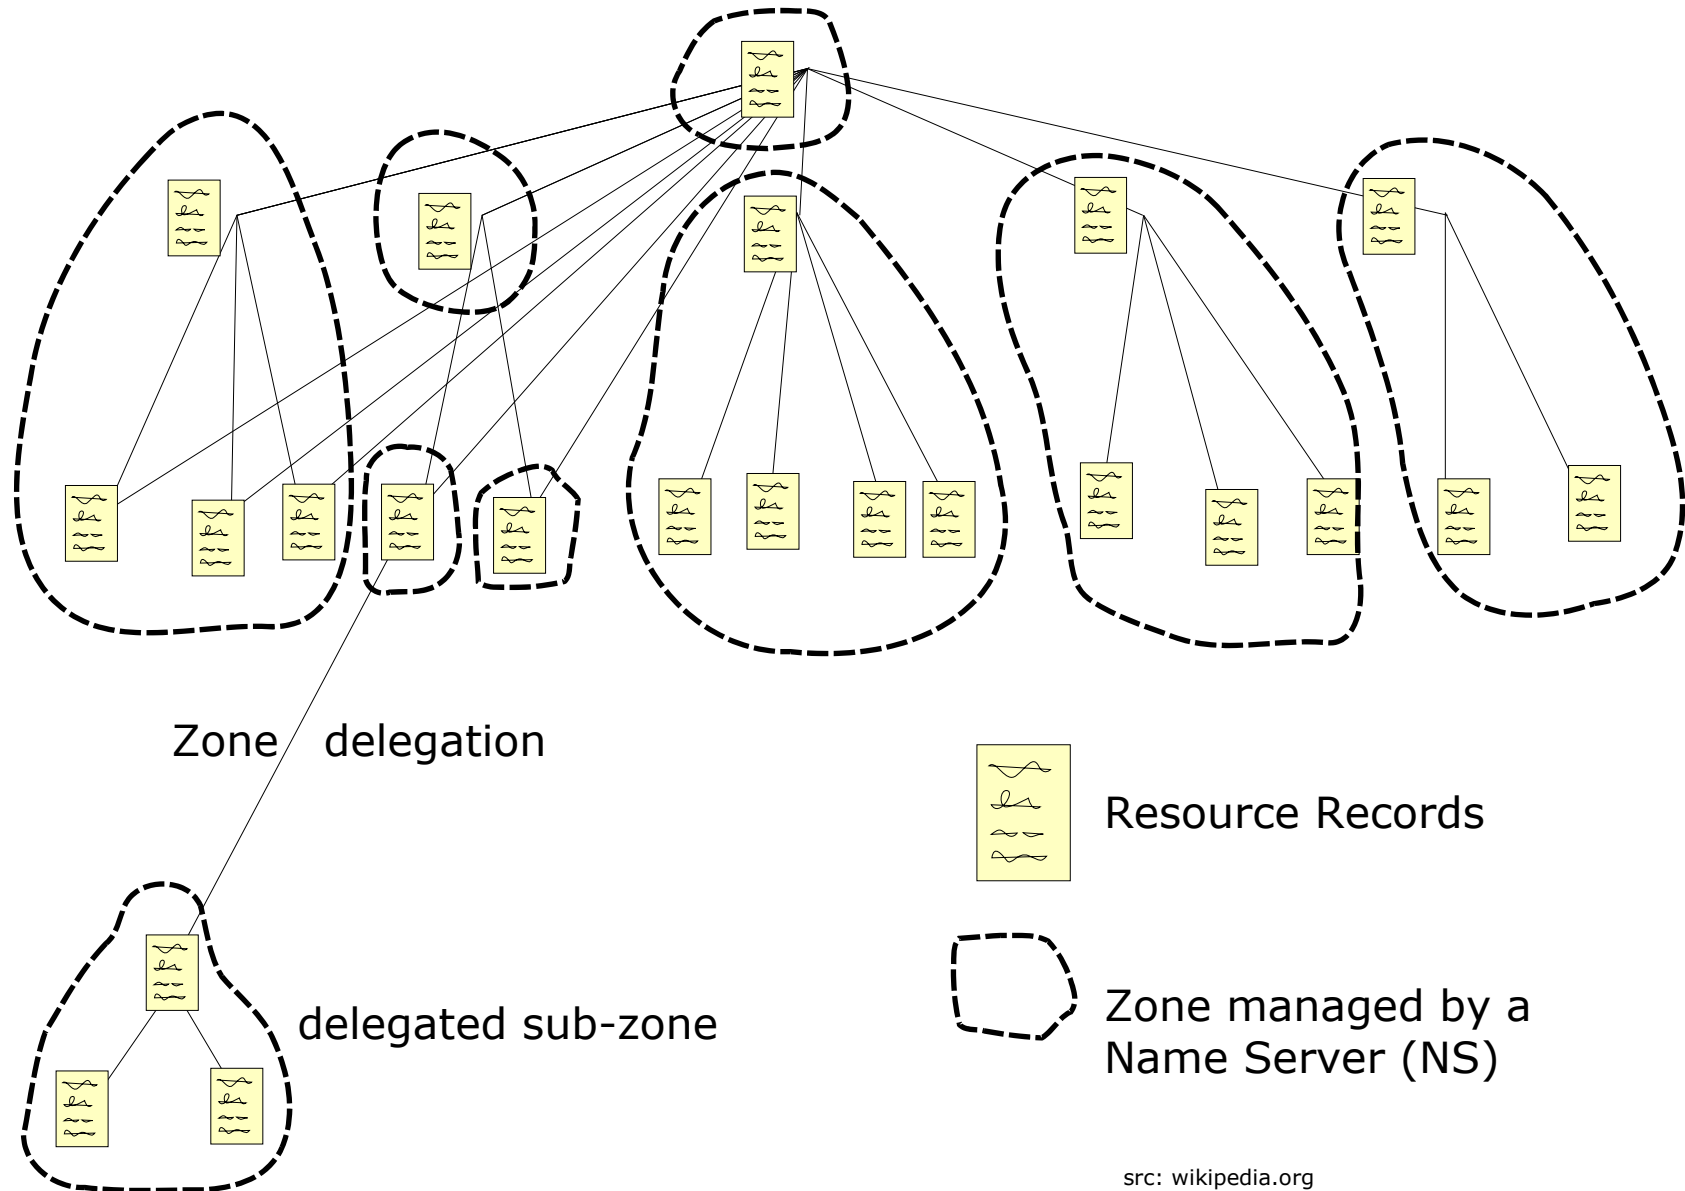 Zone delegation
Resource Records
delegated sub-zone
Zone managed by a
Name Server (NS)
src: wikipedia.org